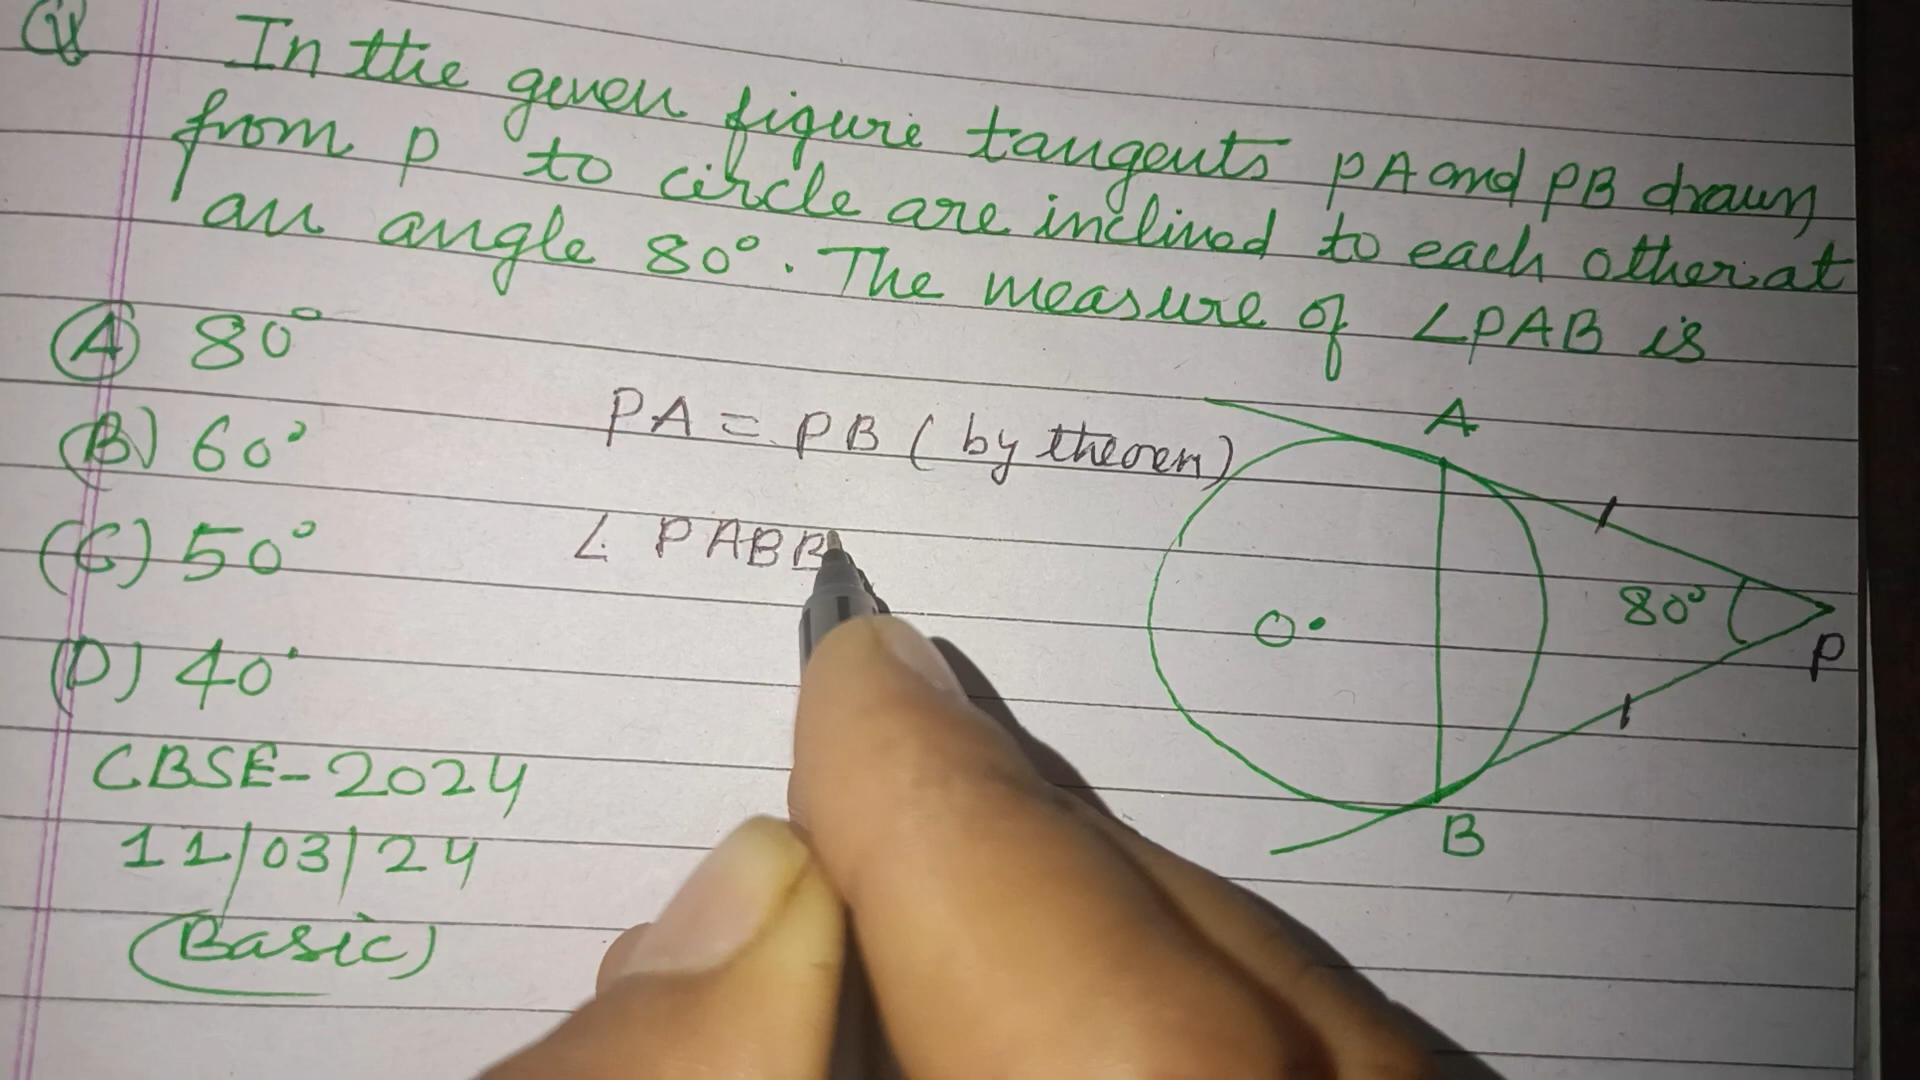 Q
In the given figure tangents PA and PB drawn
from P to circle are inclined to each other at
an angle 80°. The measure of ∠PAB is
(A) 80°
(B) 60°
(C) 50°
(D) 40°
CBSE-2024
11/03/24
(Basic)
PA = PB (by theorem)
∠ PABB
A
80°
O
P
B